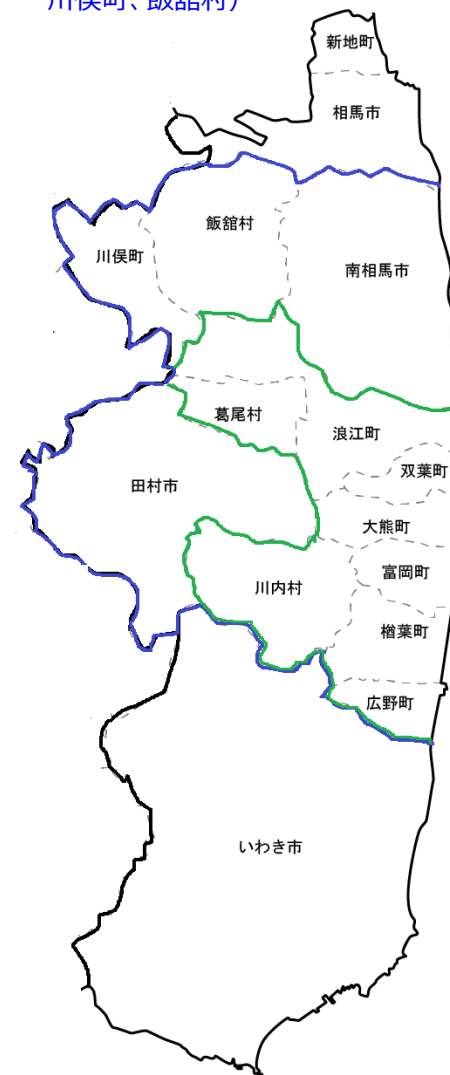 川俣町、飯舘村）
新地町
相馬市
飯舘村
川俣町
南相馬市
葛尾村
浪江町
双葉町
田村市
大熊町
富岡町
川内村
楢葉町
広野町
いわき市